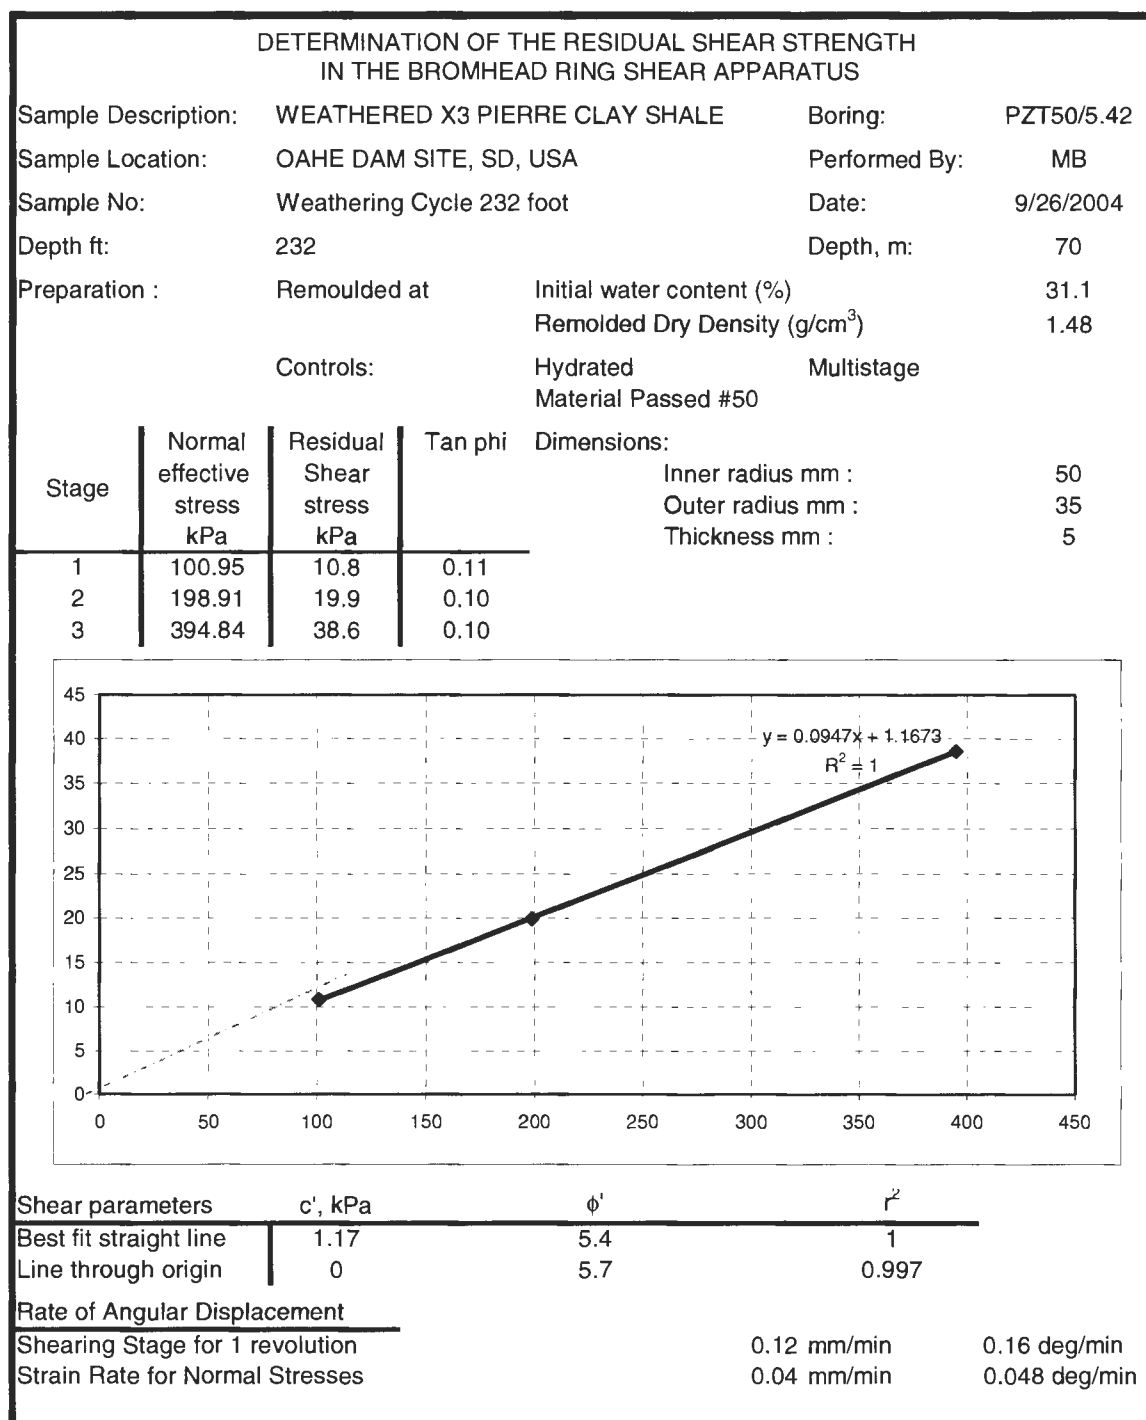 DETERMINATION OF THE RESIDUAL SHEAR STRENGTH
IN THE BROMHEAD RING SHEAR APPARATUS
Sample Description: WEATHERED X3 PIERRE CLAY SHALE Boring: PZT50/5.42
Sample Location: OAHE DAM SITE, SD, USA Performed By: MB
Sample No: Weathering Cycle 232 foot Date: 9/26/2004
Depth ft: 232 Depth, m: 70
Preparation : Remoulded at Initial water content (%) 31.1
Remolded Dry Density (g/cm³) 1.48
Controls: Hydrated Multistage
Material Passed #50
Normal Residual Tan phi Dimensions:
Stage effective Shear Inner radius mm : 50
stress stress Outer radius mm : 35
kPa kPa Thickness mm : 5
1 100.95 10.8 0.11
2 198.91 19.9 0.10
3 394.84 38.6 0.10
45
40
35
30
25
20
15
10
5
0
y = 0.0947x + 1.1673
R² = 1
0 50 100 150 200 250 300 350 400 450
Shear parameters c', kPa ϕ' r²
Best fit straight line 1.17 5.4 1
Line through origin 0 5.7 0.997
Rate of Angular Displacement
Shearing Stage for 1 revolution 0.12 mm/min 0.16 deg/min
Strain Rate for Normal Stresses 0.04 mm/min 0.048 deg/min